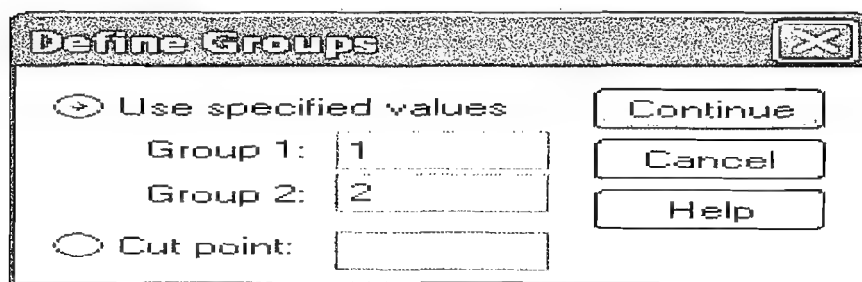 Define Groups
Use specified values
Continue
Group 1: 1
Cancel
Group 2: 2
Help
Cut point: